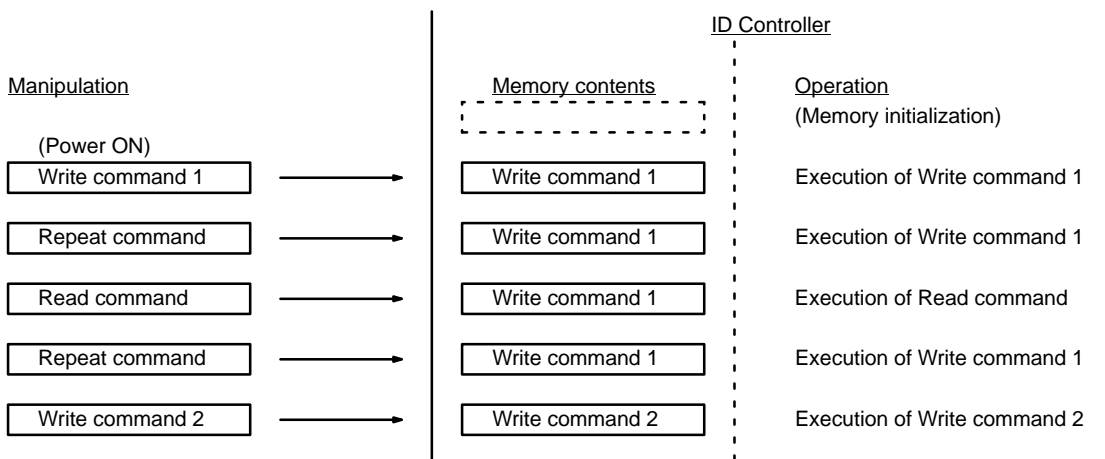 ID Controller
Manipulation Memory contents Operation
(Memory initialization)
(Power ON)
Write command 1 Write command 1 Execution of Write command 1
Repeat command Write command 1 Execution of Write command 1
Read command Write command 1 Execution of Read command
Repeat command Write command 1 Execution of Write command 1
Write command 2 Write command 2 Execution of Write command 2